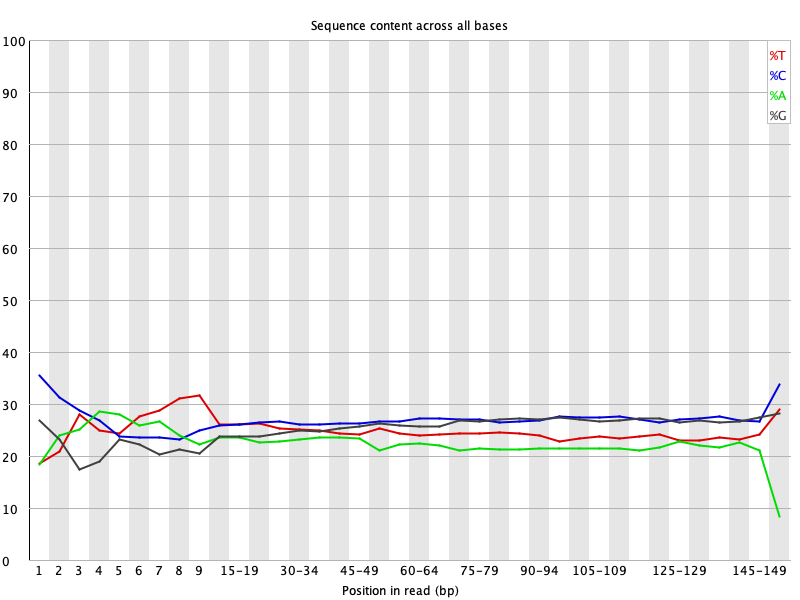 Sequence content across all bases
100
90
80
70
60
50
40
30
20
10
0
%T
%C
%A
%G
1 2 3 4 5 6 7 8 9 15-19 30-34 45-49 60-64 75-79 90-94 105-109 125-129 145-149
Position in read (bp)